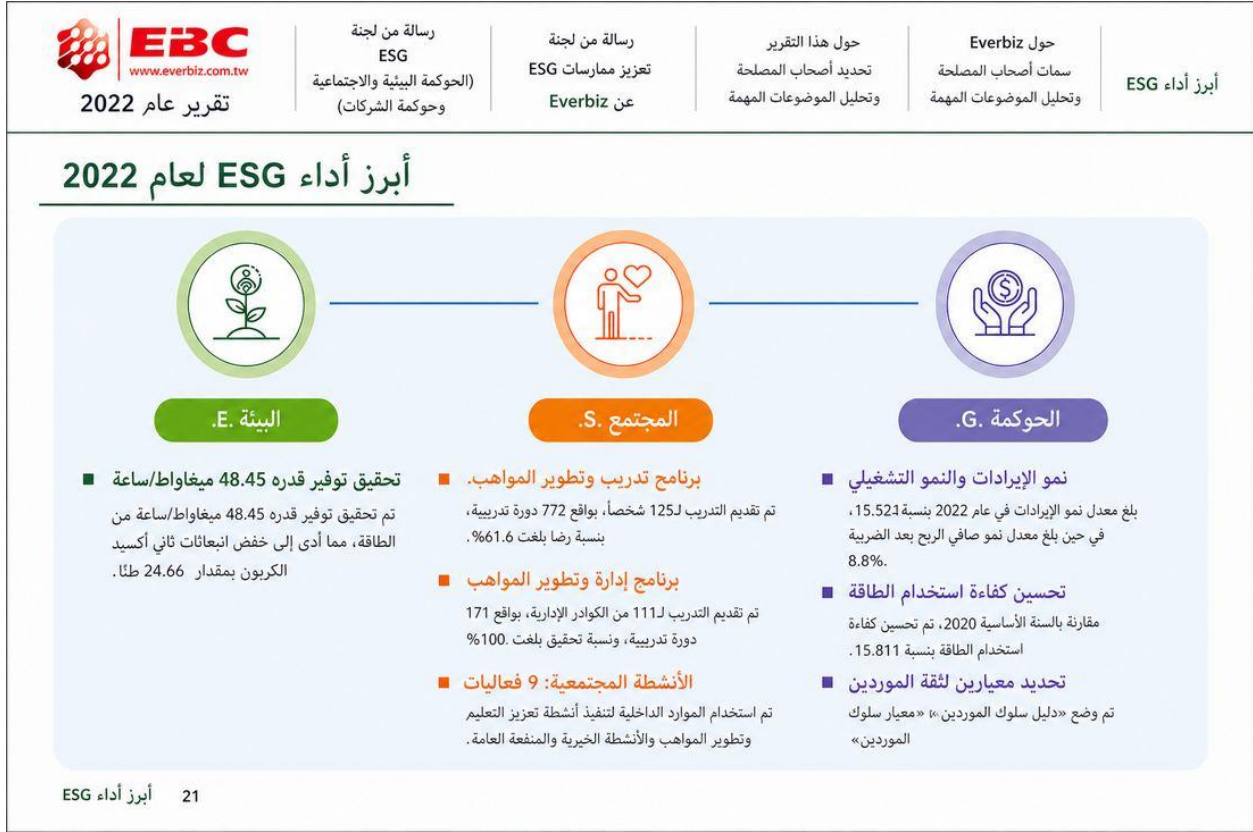 EBC
www.everbiz.com.tw
تقرير عام 2022
رسالة من لجنة
ESG
(الحوكمة البيئية والاجتماعية
وحوكمة الشركات)
رسالة من لجنة
تعزيز ممارسات ESG
عن Everbiz
حول هذا التقرير
تحديد أصحاب المصلحة
وتحليل الموضوعات المهمة
حول Everbiz
سمات أصحاب المصلحة
وتحليل الموضوعات المهمة
أبرز أداء ESG
أبرز أداء ESG لعام 2022
الحوكمة .G.
نمو الإيرادات والنمو التشغيلي
بلغ معدل نمو الإيرادات في عام 2022 بنسبة 15.521،
في حين بلغ معدل نمو صافي الربح بعد الضريبة
8.8%.
تحسين كفاءة استخدام الطاقة
مقارنة بالسنة الأساسية 2020، تم تحسين كفاءة
استخدام الطاقة بنسبة 15.811.
تحديد معيارين لثقة الموردين
تم وضع «دليل سلوك الموردين» «معيار سلوك
الموردين»
المجتمع .S.
برنامج تدريب وتطوير المواهب.
تم تقديم التدريب لـ125 شخصاً، بواقع 772 دورة تدريبية،
بنسبة رضا بلغت 61.6%.
برنامج إدارة وتطوير المواهب
تم تقديم التدريب لـ111 من الكوادر الإدارية، بواقع 171
دورة تدريبية، ونسبة تحقيق بلغت .100%
الأنشطة المجتمعية: 9 فعاليات
تم استخدام الموارد الداخلية لتنفيذ أنشطة تعزيز التعليم
وتطوير المواهب والأنشطة الخيرية والمنفعة العامة.
البيئة .E.
تحقيق توفير قدره 48.45 ميغاواط/ساعة
تم تحقيق توفير قدره 48.45 ميغاواط/ساعة من
الطاقة، مما أدى إلى خفض انبعاثات ثاني أكسيد
الكربون بمقدار 24.66 طنًا.
أبرز أداء ESG 21